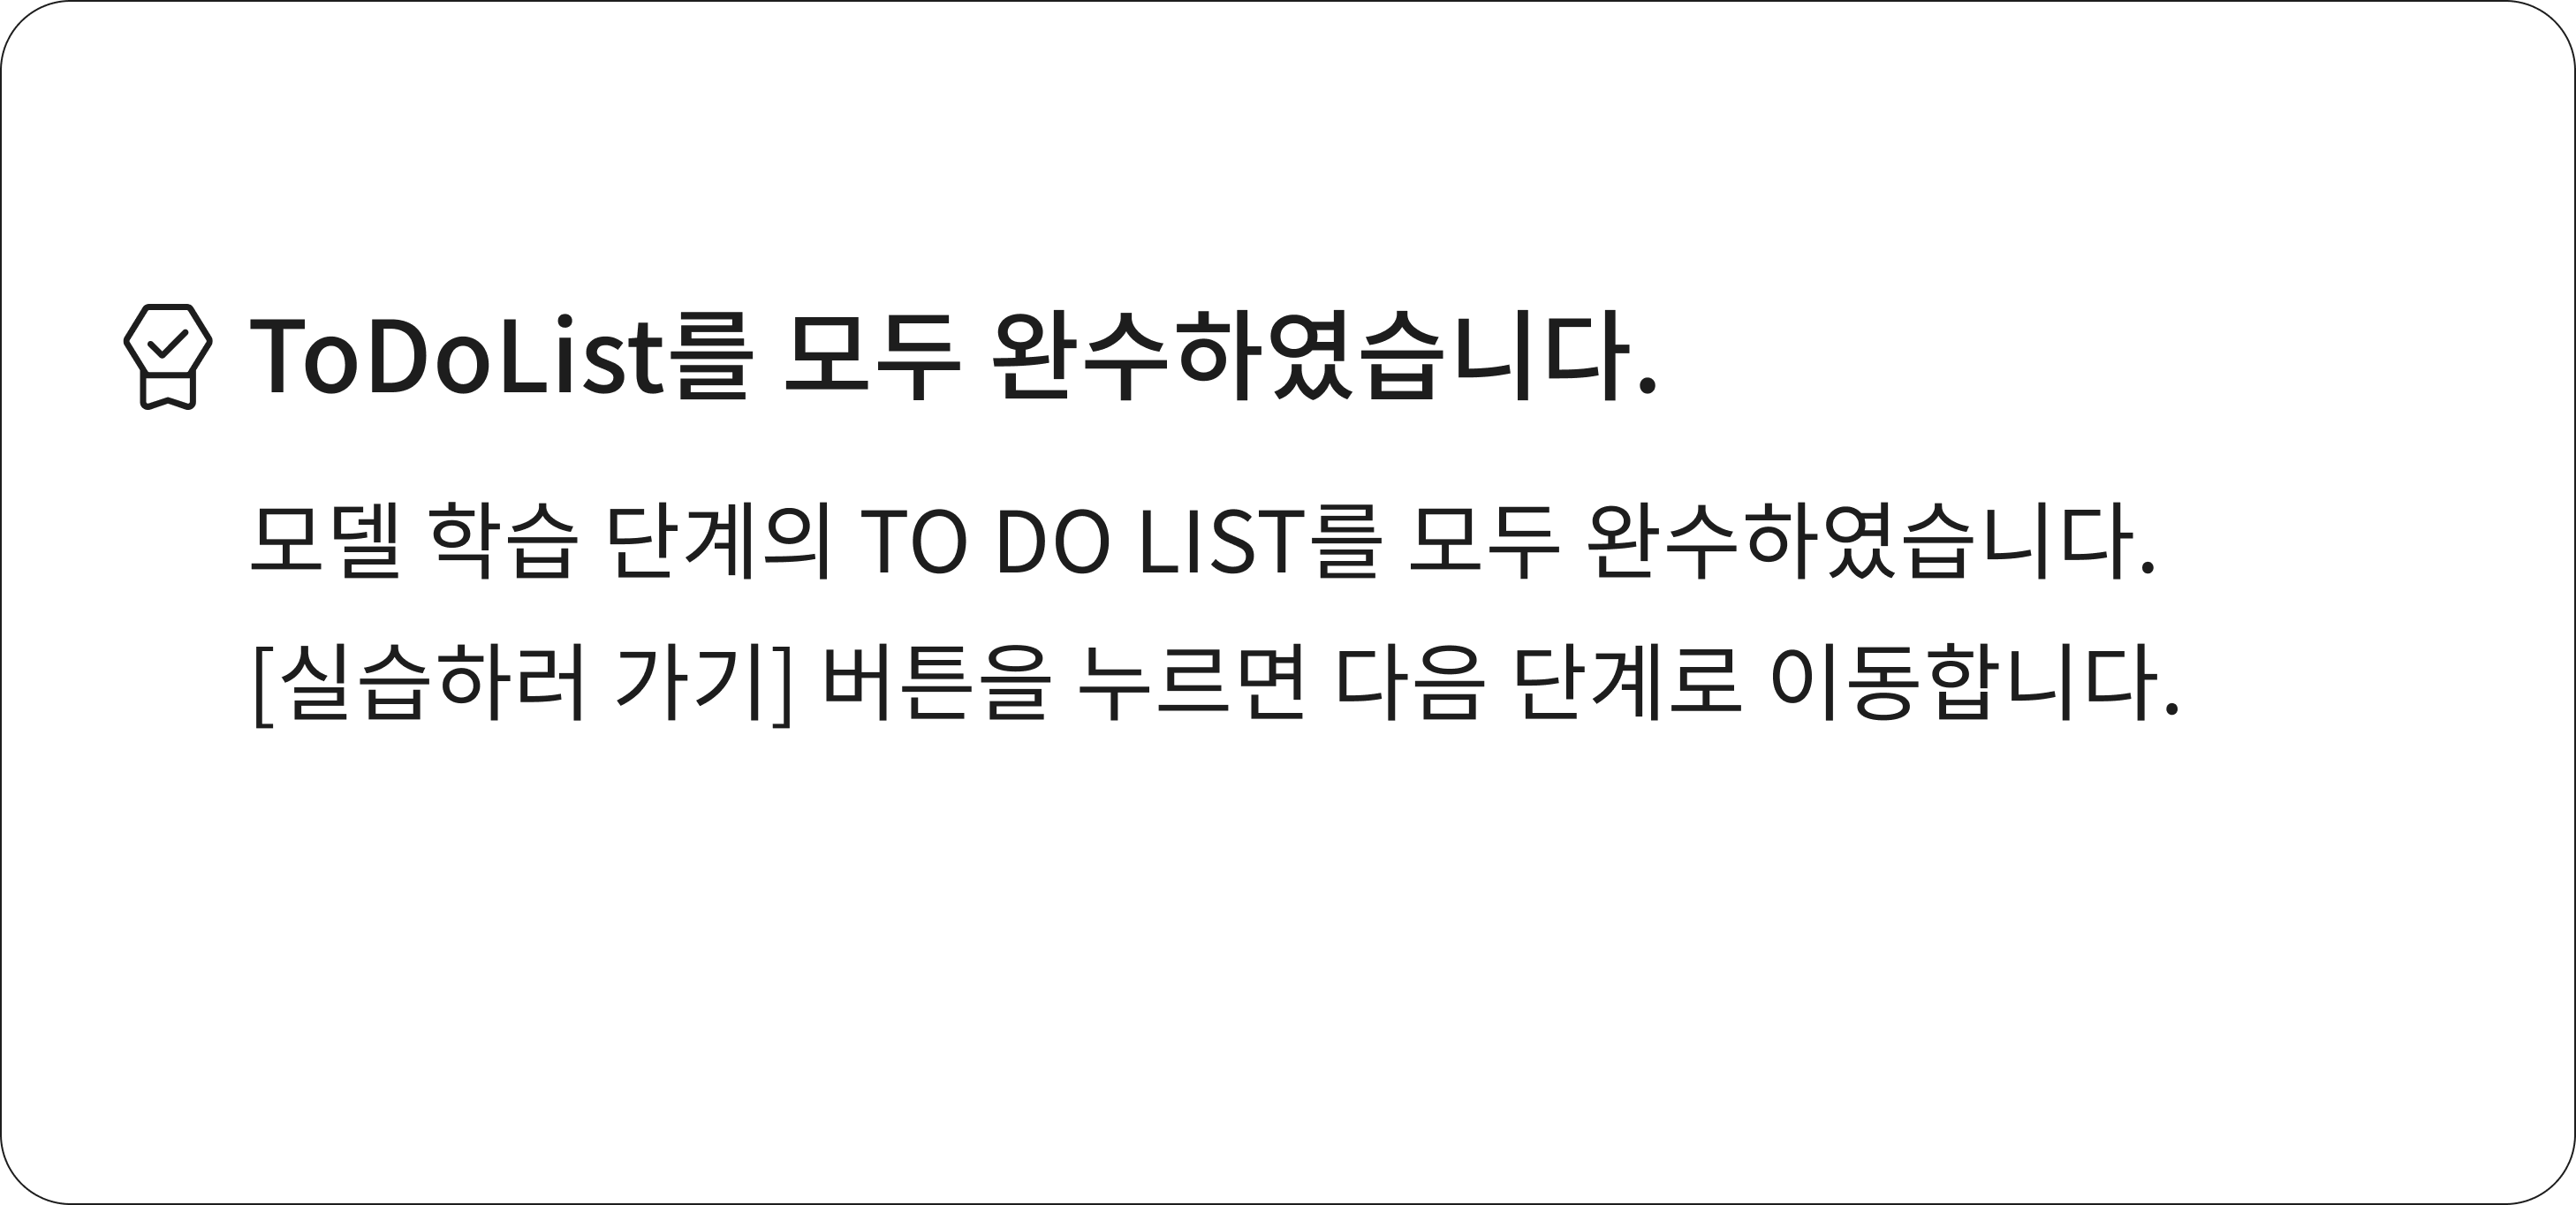 ToDoList를 모두 완수하였습니다.
모델 학습 단계의 TO DO LIST를 모두 완수하였습니다.
[실습하러 가기] 버튼을 누르면 다음 단계로 이동합니다.